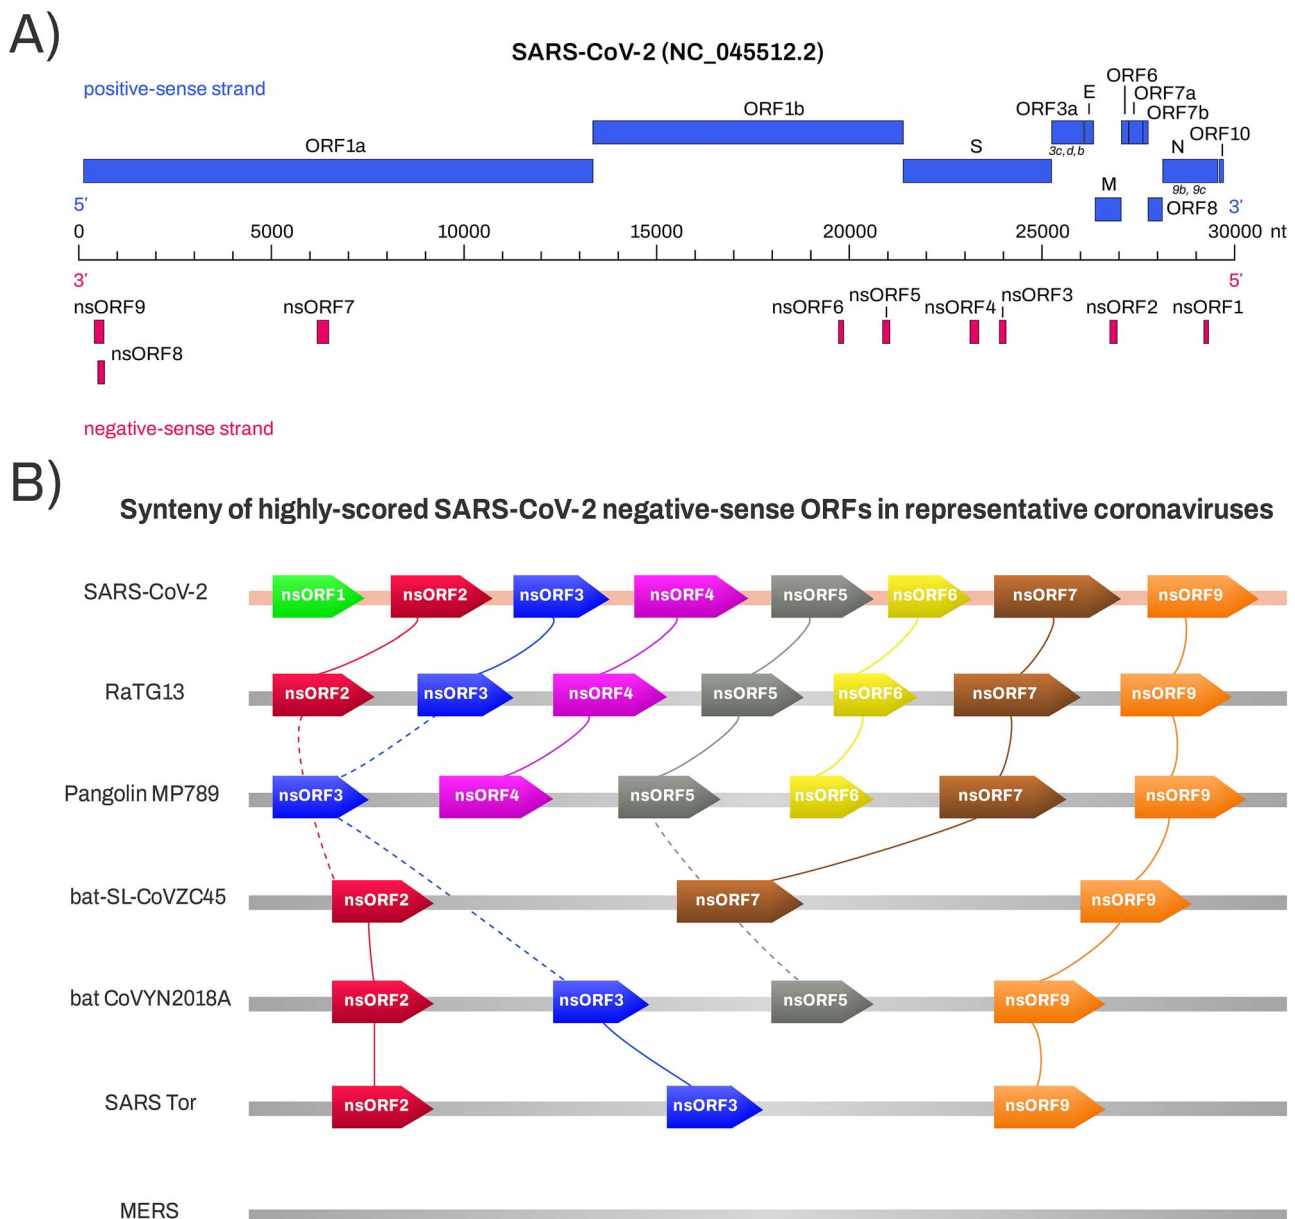 A)
SARS-CoV-2 (NC_045512.2)
positive-sense strand
ORF6
E
ORF7a
ORF3a
ORF7b
ORF1b
ORF10
ORF1a
S
3c,d,b
N
M
9b, 9c
5′
ORF8
3′
0 5000 10000 15000 20000 25000 30000 nt
3′
5′
nsORF9
nsORF7
nsORF6
nsORF5
nsORF4
nsORF3
nsORF2
nsORF1
nsORF8
negative-sense strand
B)
Synteny of highly-scored SARS-CoV-2 negative-sense ORFs in representative coronaviruses
SARS-CoV-2 nsORF1 nsORF2 nsORF3 nsORF4 nsORF5 nsORF6 nsORF7 nsORF9
RaTG13 nsORF2 nsORF3 nsORF4 nsORF5 nsORF6 nsORF7 nsORF9
Pangolin MP789 nsORF3 nsORF4 nsORF5 nsORF6 nsORF7 nsORF9
bat-SL-CoVZC45 nsORF2 nsORF7 nsORF9
bat CoVYN2018A nsORF2 nsORF3 nsORF5 nsORF9
SARS Tor nsORF2 nsORF3 nsORF9
MERS